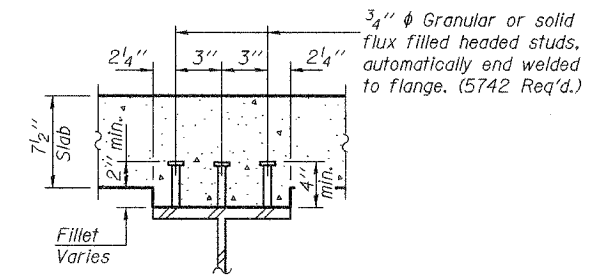 3/4" ϕ Granular or solid
flux filled headed studs,
automatically end welded
to flange. (5742 Req'd.)
2 1/4" 3" 3" 2 1/4"
7 1/2"
Slab
2" min.
4"
min.
Fillet
Varies